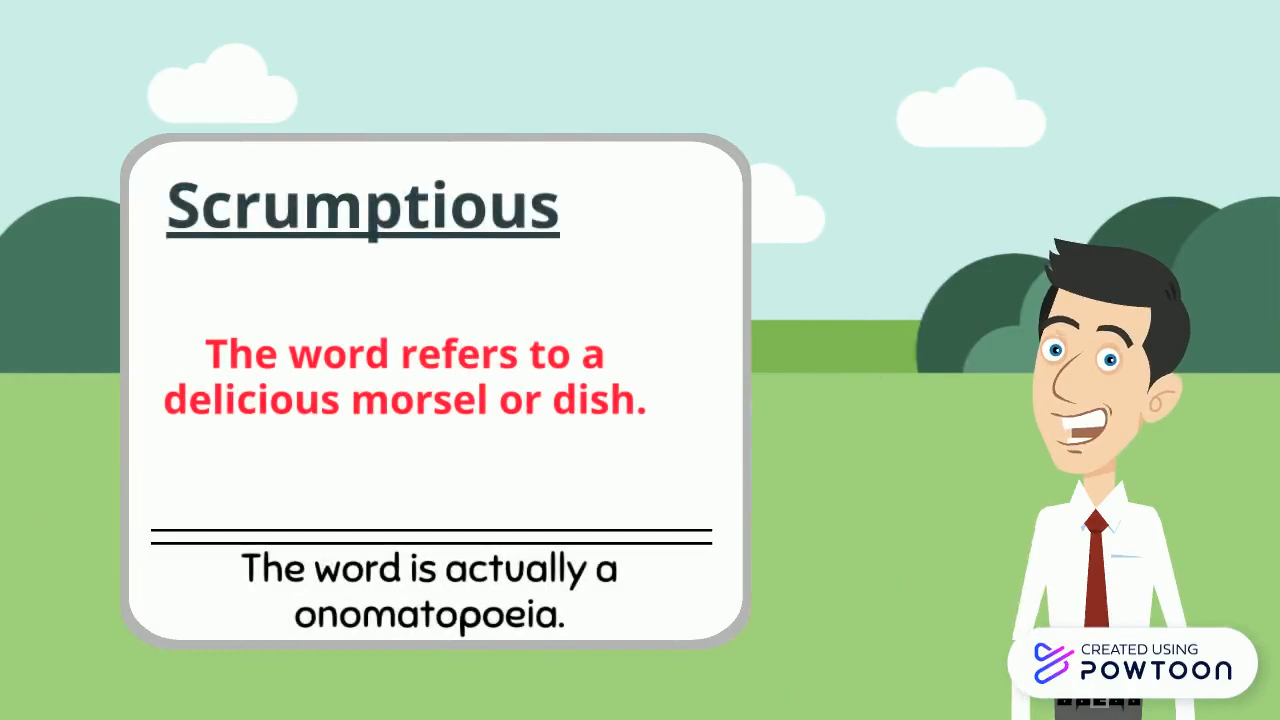 Scrumptious
The word refers to a
delicious morsel or dish.
The word is actually a
onomatopoeia.
CREATED USING
POWTOON